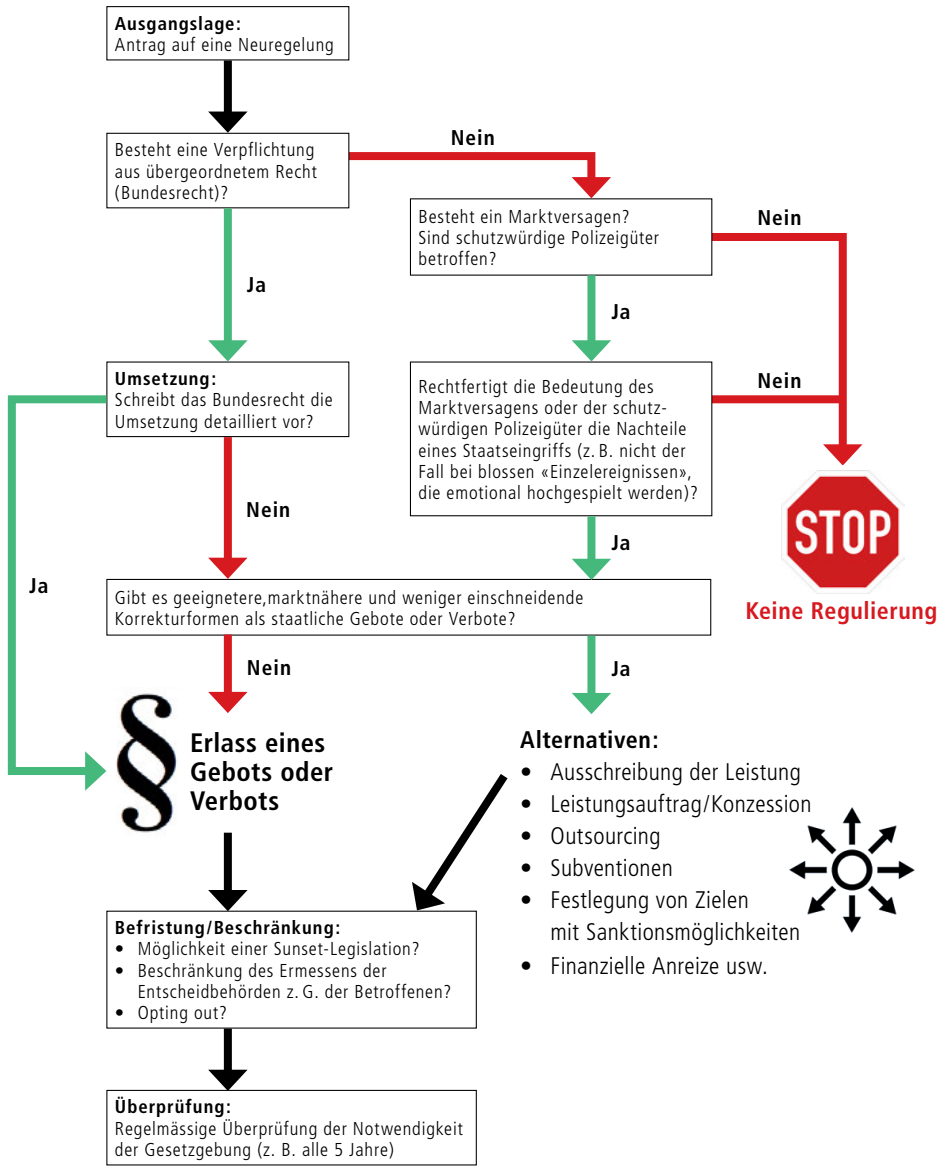 Ausgangslage:
Antrag auf eine Neuregelung
Nein
Besteht eine Verpflichtung
aus übergeordnetem Recht
(Bundesrecht)?
Besteht ein Marktversagen?
Sind schutzwürdige Polizeigüter
betroffen?
Nein
Ja
Ja
Umsetzung:
Schreibt das Bundesrecht die
Umsetzung detailliert vor?
Rechtfertigt die Bedeutung des
Marktversagens oder der schutz-
würdigen Polizeigüter die Nachteile
eines Staatseingriffs (z. B. nicht der
Fall bei blossen «Einzelereignissen»,
die emotional hochgespielt werden)?
Nein
STOP
Keine Regulierung
Nein
Ja
Ja
Gibt es geeignetere,marktnähere und weniger einschneidende
Korrekturformen als staatliche Gebote oder Verbote?
Nein
Ja
§
Erlass eines
Gebots oder
Verbots
Alternativen:
• Ausschreibung der Leistung
• Leistungsauftrag/Konzession
• Outsourcing
• Subventionen
• Festlegung von Zielen
mit Sanktionsmöglichkeiten
• Finanzielle Anreize usw.
Befristung/Beschränkung:
• Möglichkeit einer Sunset-Legislation?
• Beschränkung des Ermessens der
Entscheidbehörden z. G. der Betroffenen?
• Opting out?
Überprüfung:
Regelmässige Überprüfung der Notwendigkeit
der Gesetzgebung (z. B. alle 5 Jahre)